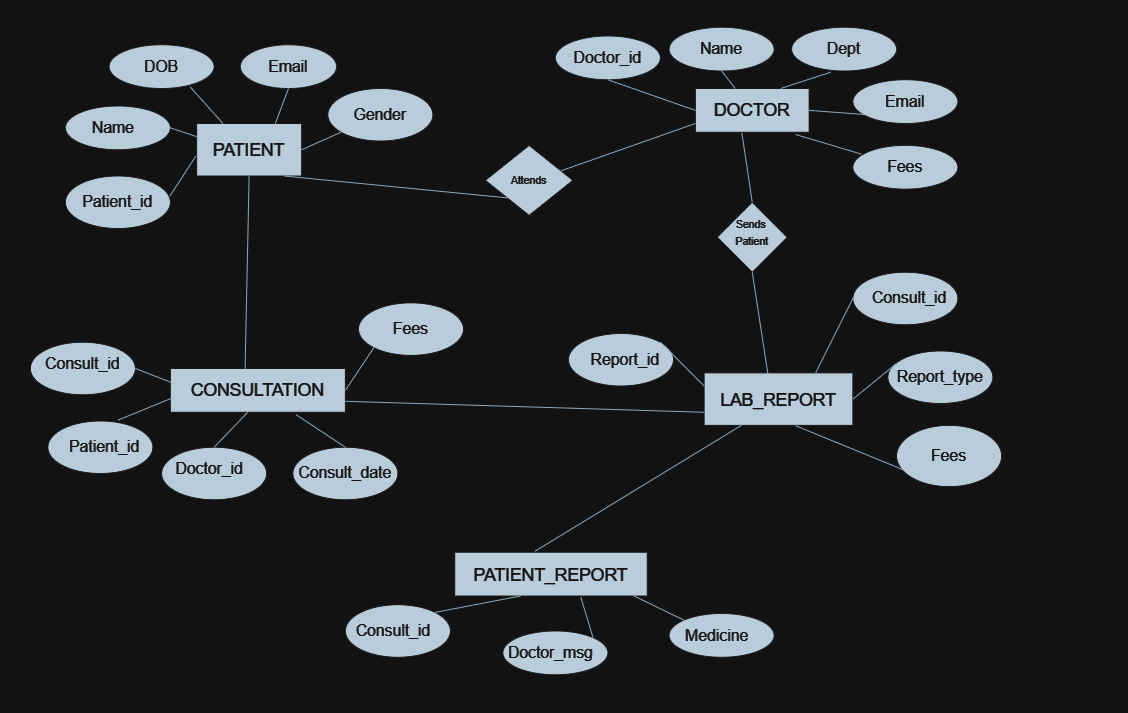 DOB
Email
Name
Gender
PATIENT
Patient_id
Attends
Doctor_id
Name
Dept
DOCTOR
Email
Fees
Sends
Patient
Consult_id
Fees
CONSULTATION
Patient_id
Doctor_id
Consult_date
Report_id
Consult_id
LAB_REPORT
Report_type
Fees
PATIENT_REPORT
Consult_id
Doctor_msg
Medicine